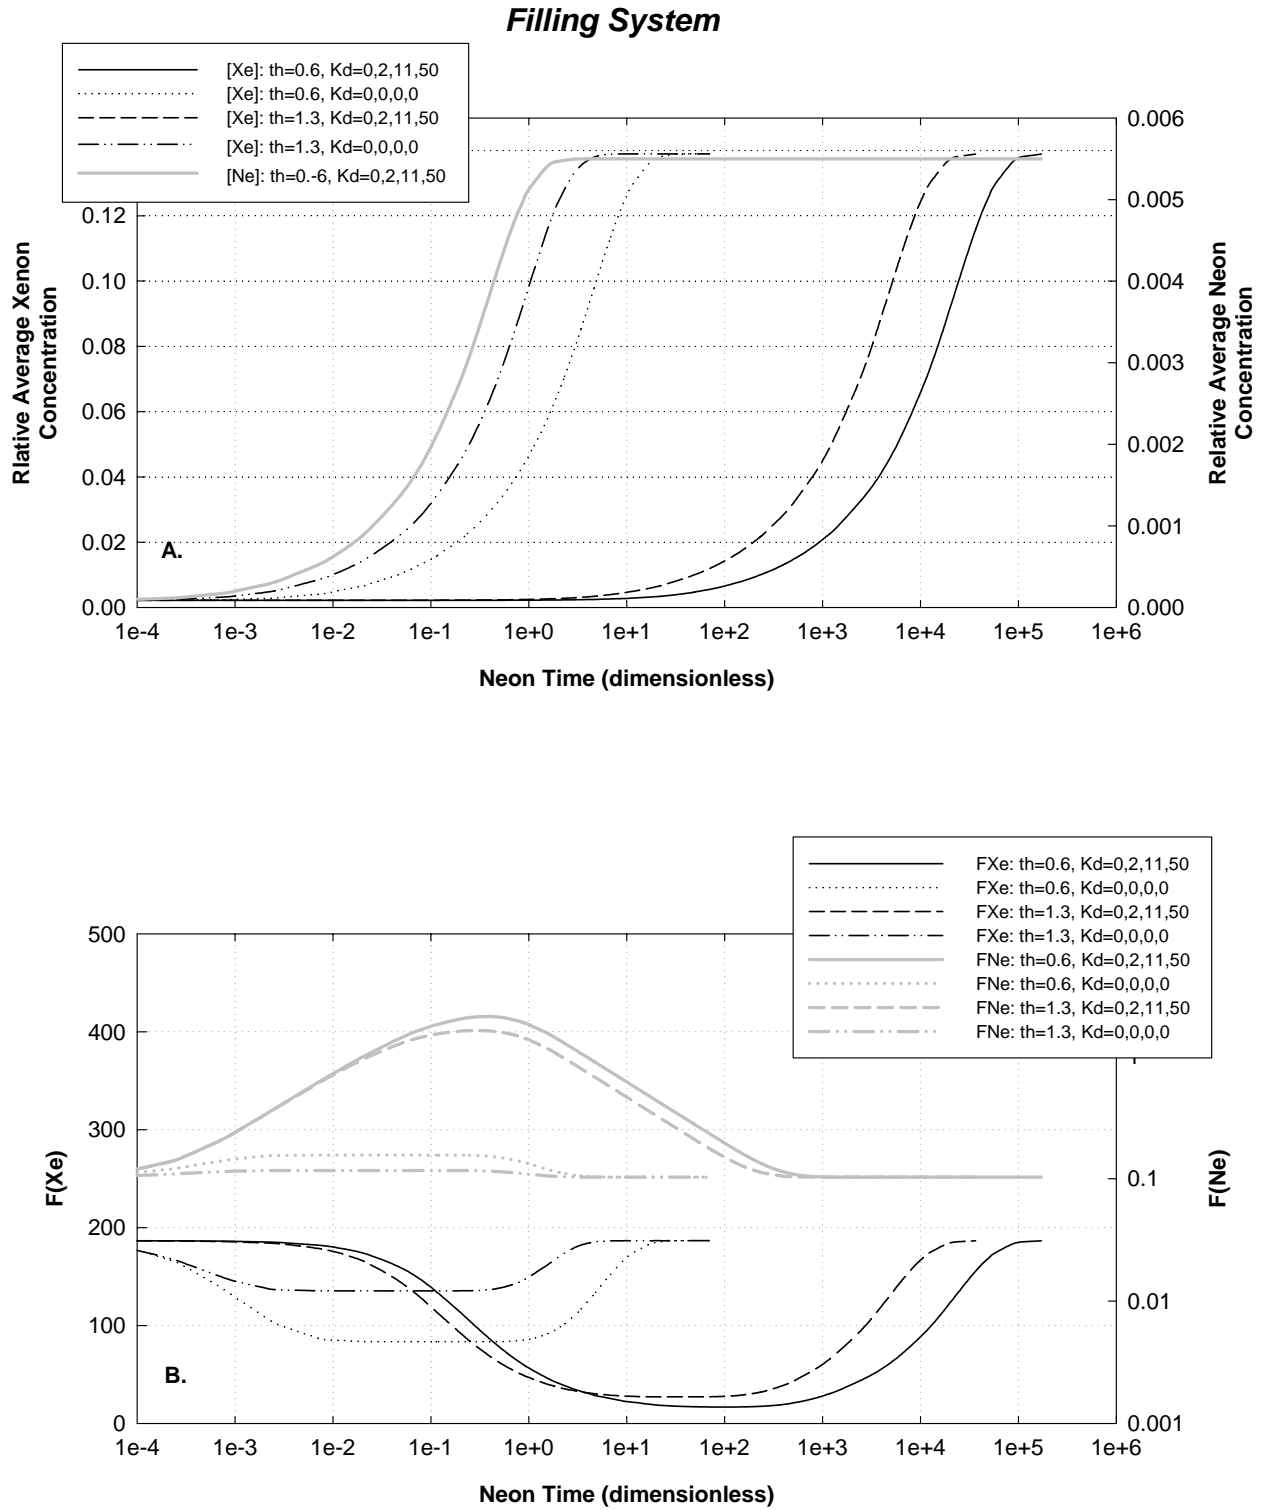 Filling System
[Xe]: th=0.6, Kd=0,2,11,50
[Xe]: th=0.6, Kd=0,0,0,0
[Xe]: th=1.3, Kd=0,2,11,50
[Xe]: th=1.3, Kd=0,0,0,0
[Ne]: th=0.-6, Kd=0,2,11,50
0.12
0.10
0.08
0.06
0.04
0.02
0.00
Rlative Average Xenon
Concentration
0.006
0.005
0.004
0.003
0.002
0.001
0.000
Relative Average Neon
Concentration
A.
1e-4 1e-3 1e-2 1e-1 1e+0 1e+1 1e+2 1e+3 1e+4 1e+5 1e+6
Neon Time (dimensionless)
FXe: th=0.6, Kd=0,2,11,50
FXe: th=0.6, Kd=0,0,0,0
FXe: th=1.3, Kd=0,2,11,50
FXe: th=1.3, Kd=0,0,0,0
FNe: th=0.6, Kd=0,2,11,50
FNe: th=0.6, Kd=0,0,0,0
FNe: th=1.3, Kd=0,2,11,50
FNe: th=1.3, Kd=0,0,0,0
500
400
300
200
100
0
F(Xe)
0.1
0.01
0.001
F(Ne)
B.
1e-4 1e-3 1e-2 1e-1 1e+0 1e+1 1e+2 1e+3 1e+4 1e+5 1e+6
Neon Time (dimensionless)